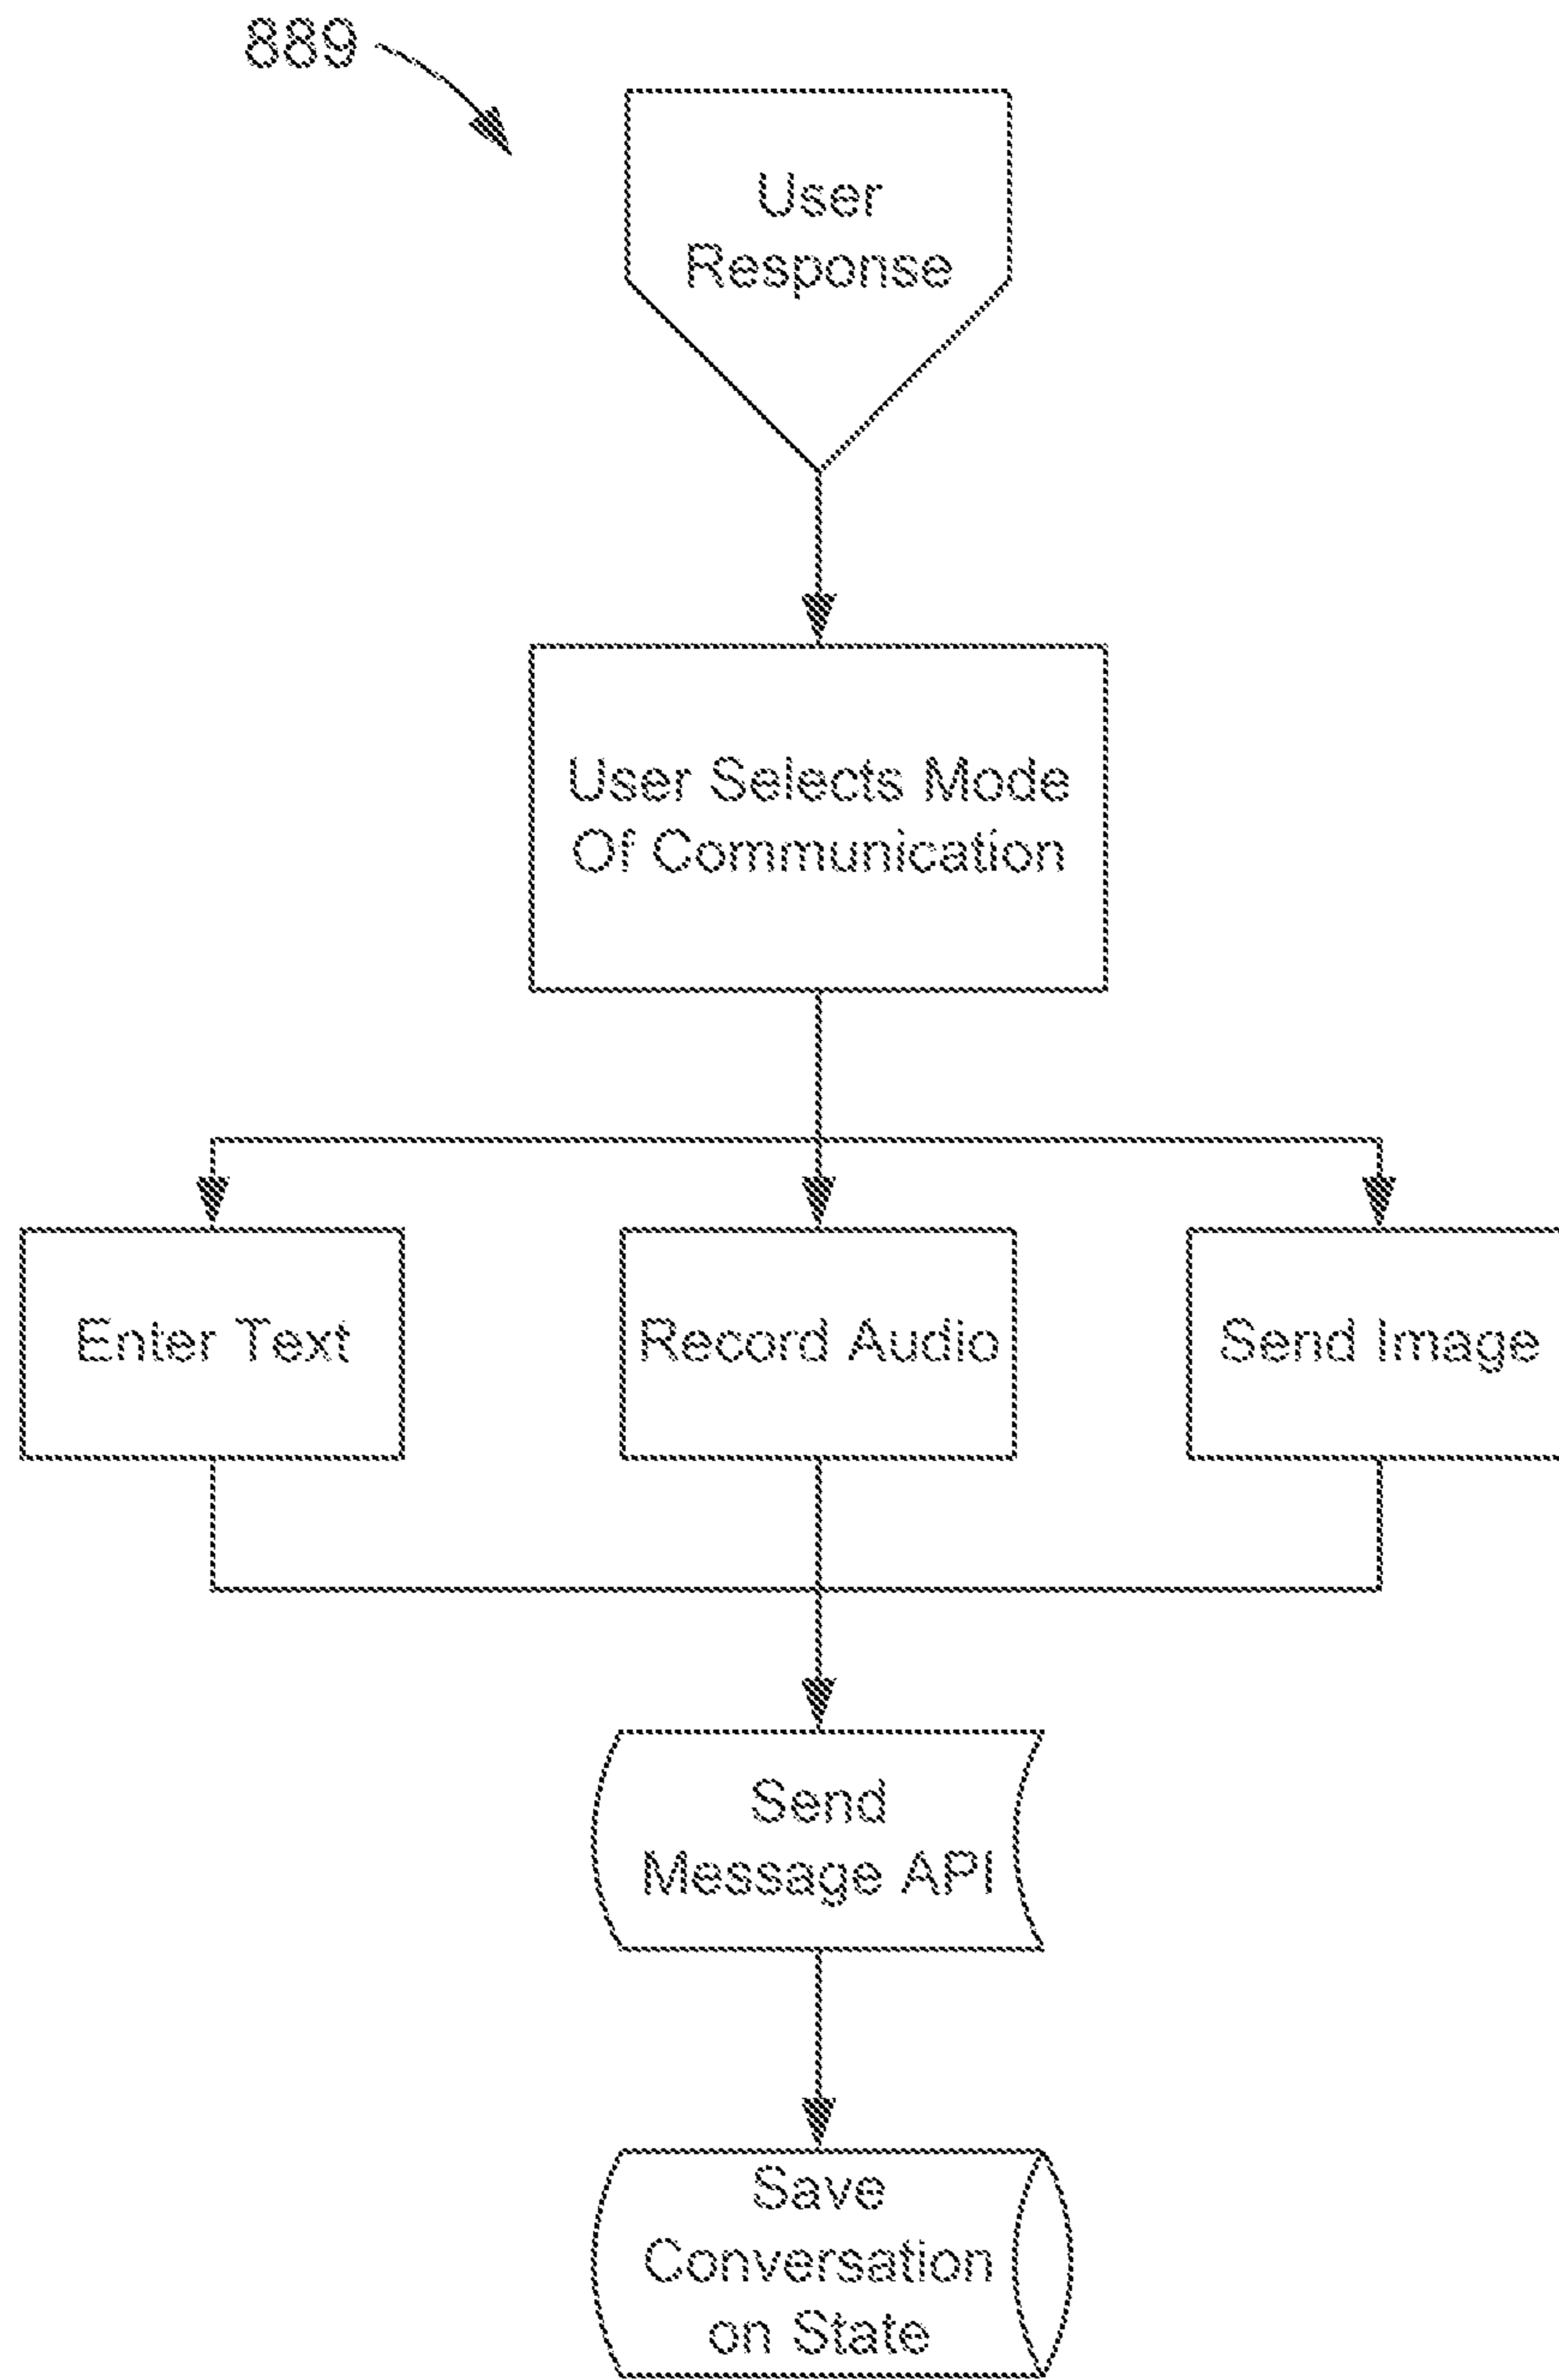 889
User
Response
User Selects Mode
Of Communication
Enter Text
Record Audio
Send Image
Send
Message API
Save
Conversation
on State